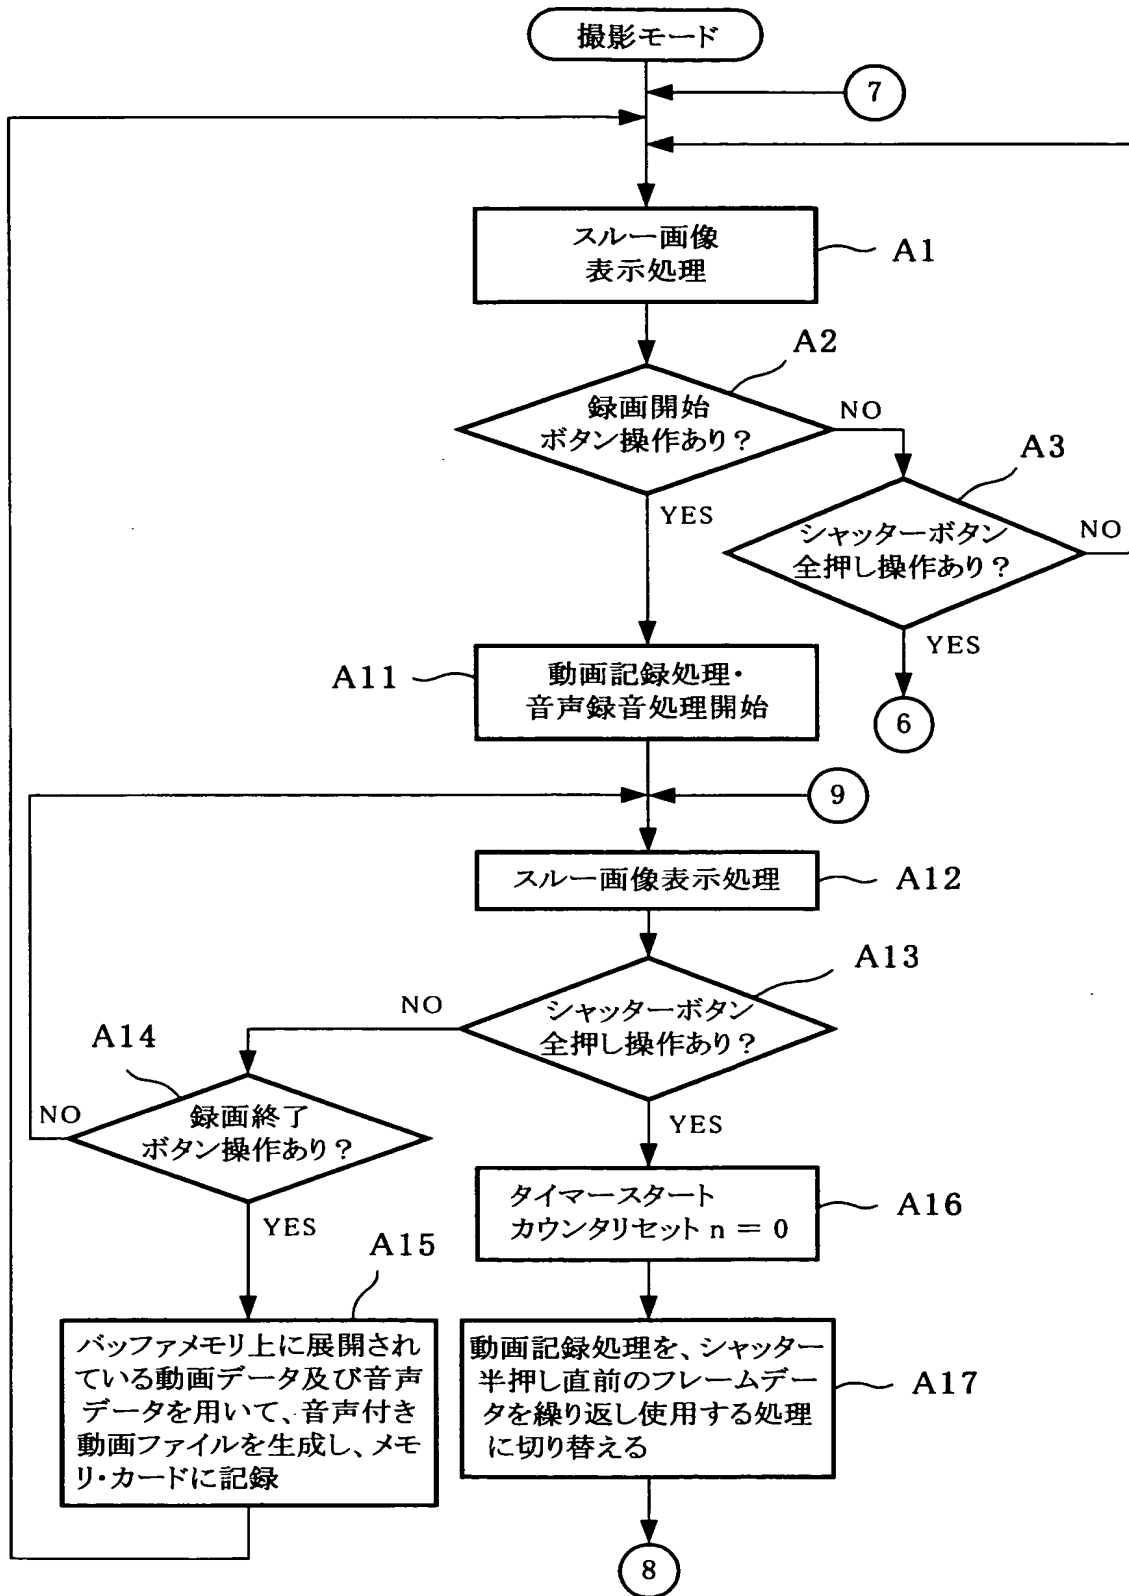 撮影モード
7
スルー画像
表示処理
A1
A2
録画開始
ボタン操作あり？
NO
A3
YES
シャッターボタン
全押し操作あり？
NO
YES
A11
動画記録処理・
音声録音処理開始
6
9
スルー画像表示処理
A12
A13
NO
シャッターボタン
全押し操作あり？
A14
NO
録画終了
ボタン操作あり？
YES
YES
タイマースタート
カウンタリセット n = 0
A16
A15
バッファメモリ上に展開され
ている動画データ及び音声
データを用いて、音声付き
動画ファイルを生成し、メモ
リ・カードに記録
動画記録処理を、シャッター
半押し直前のフレームデー
タを繰り返し使用する処理
に切り替える
A17
8